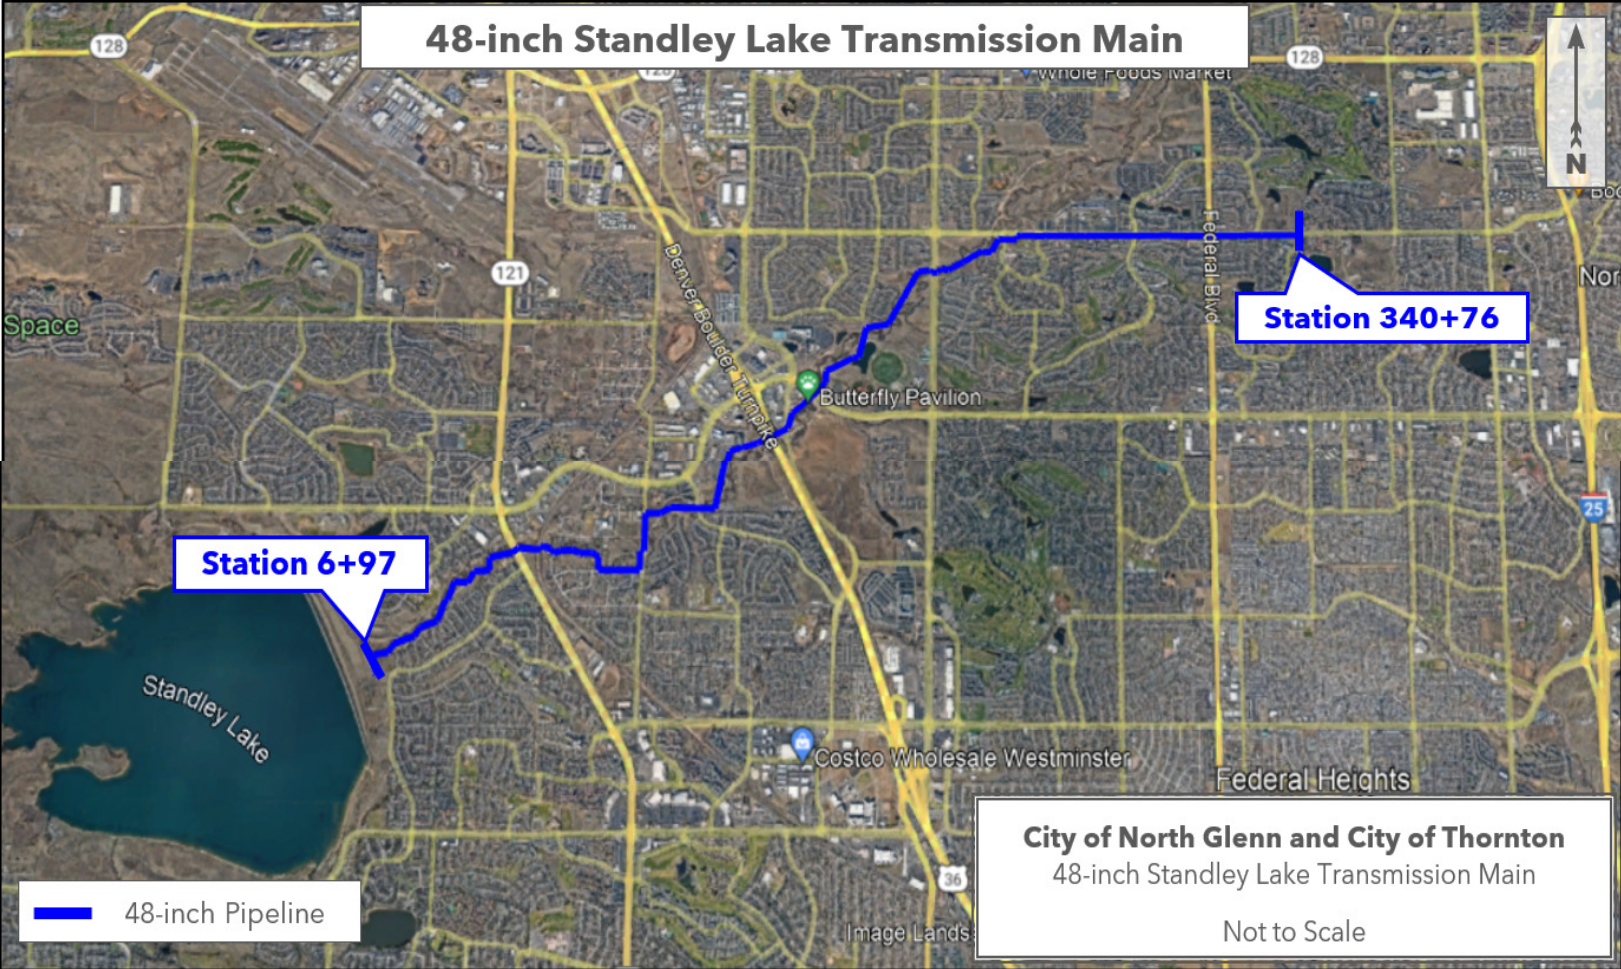 48-inch Standley Lake Transmission Main
128
128
128
Whole Foods Market
N
Space
121
Denver Boulder Turnpike
Federal Blvd
Nor
Station 340+76
Butterfly Pavilion
25
Station 6+97
Standley Lake
Costco Wholesale Westminster
Federal Heights
36
Image Lands
City of North Glenn and City of Thornton
48-inch Standley Lake Transmission Main
Not to Scale
48-inch Pipeline